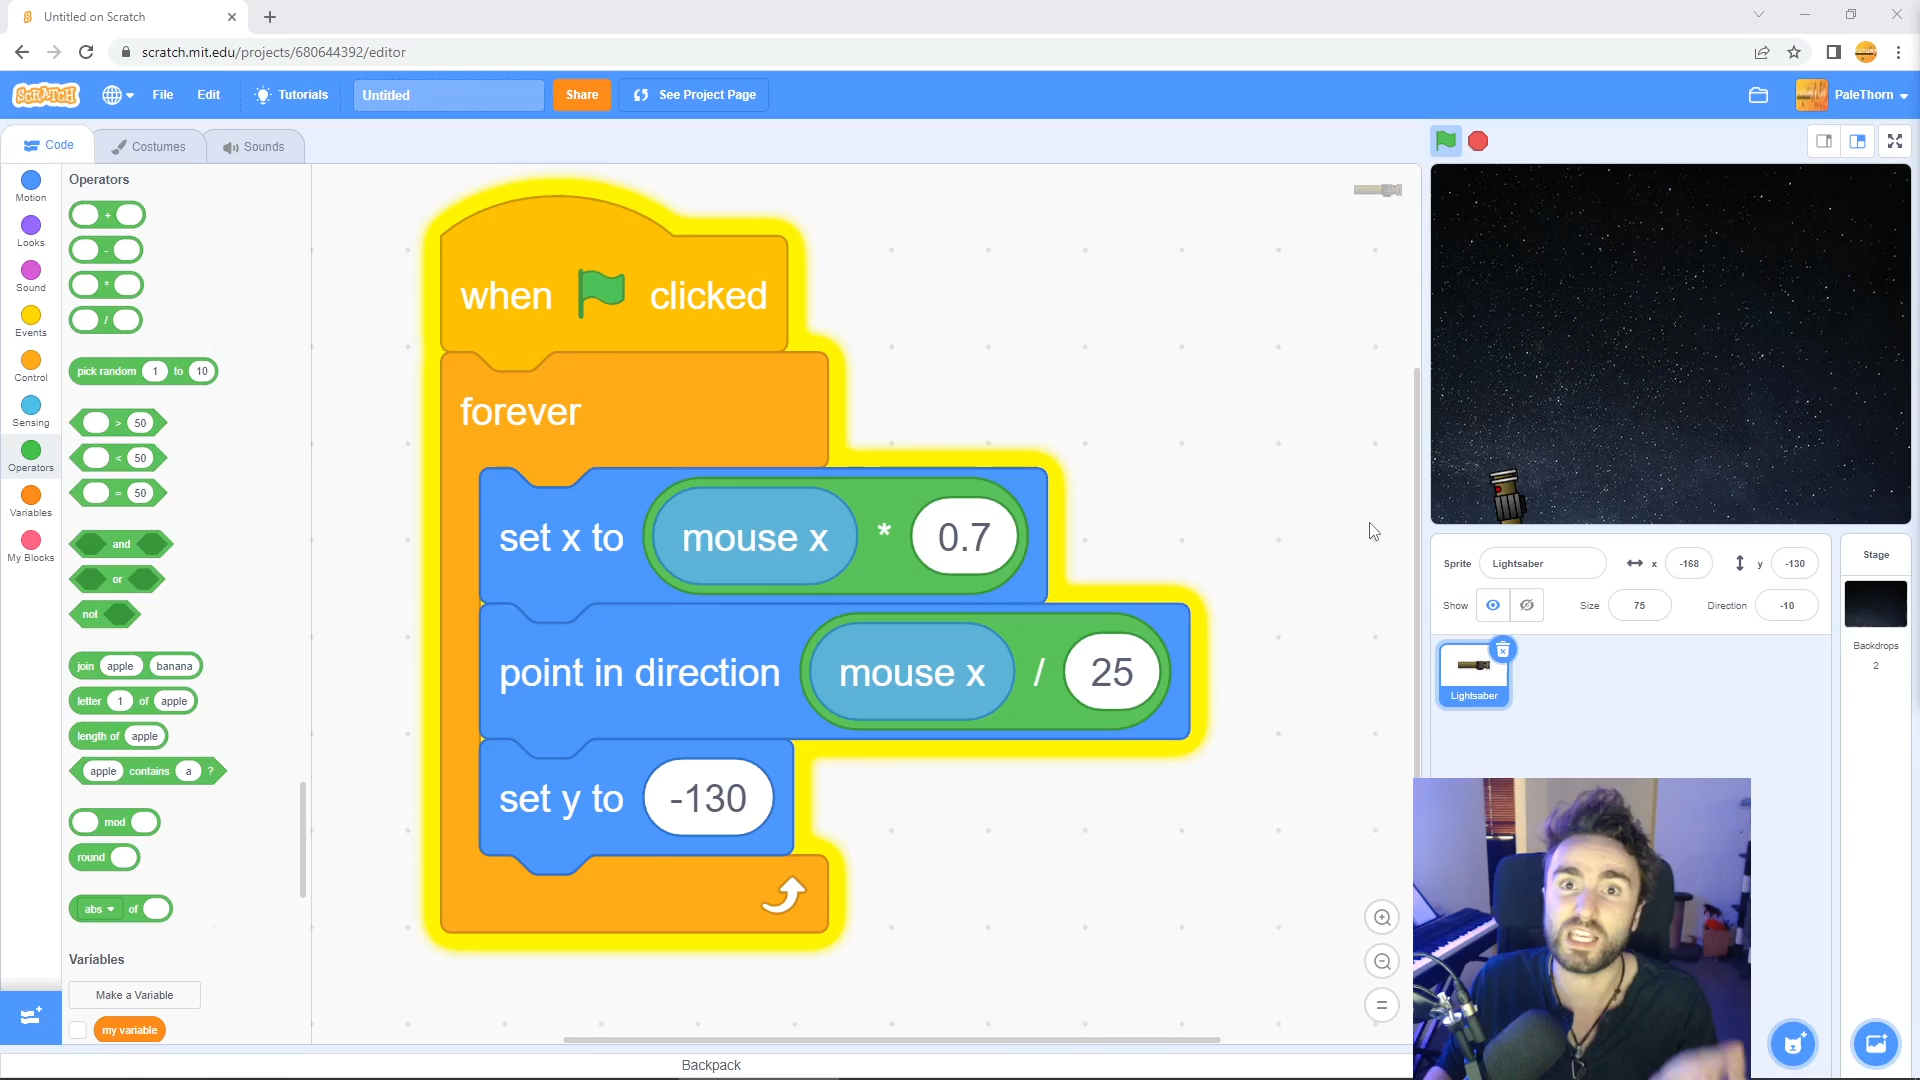 Untitled on Scratch
scratch.mit.edu/projects/680644392/editor
SCRATCH
File
Edit
Tutorials
Untitled
Share
See Project Page
PaleThorn
Code
Costumes
Sounds
Motion
Looks
Sound
Events
Control
Sensing
Operators
Variables
My Blocks
Operators
+
-
*
/
pick random 1 to 10
> 50
< 50
= 50
and
or
not
join apple banana
letter 1 of apple
length of apple
apple contains a ?
mod
round
abs of
Variables
Make a Variable
my variable
when clicked
forever
set x to mouse x * 0.7
point in direction mouse x / 25
set y to -130
Sprite Lightsaber x -168 y -130
Show Size 75 Direction -10
Lightsaber
Stage
Backdrops
2
Backpack